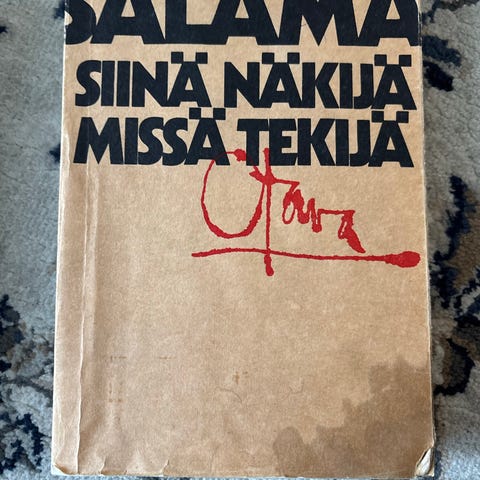 SALAMA
SIINÄ NÄKIJÄ
MISSÄ TEKIJÄ
Otava